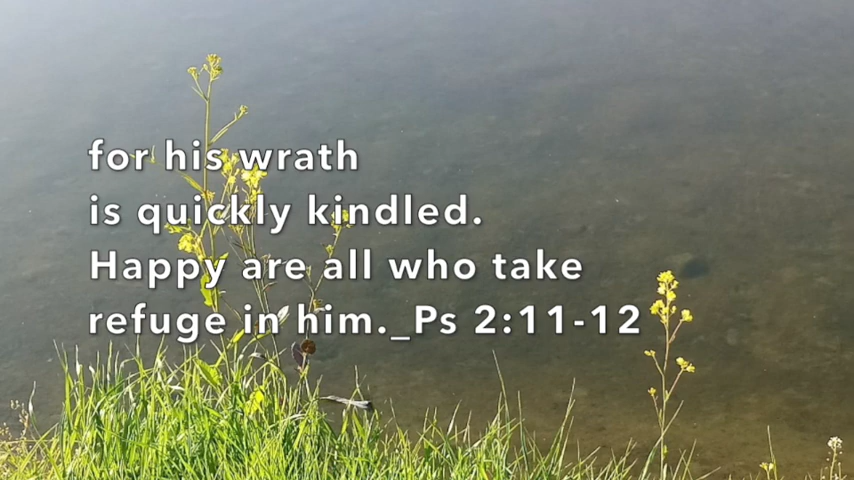 for his wrath
is quickly kindled.
Happy are all who take
refuge in him._Ps 2:11-12